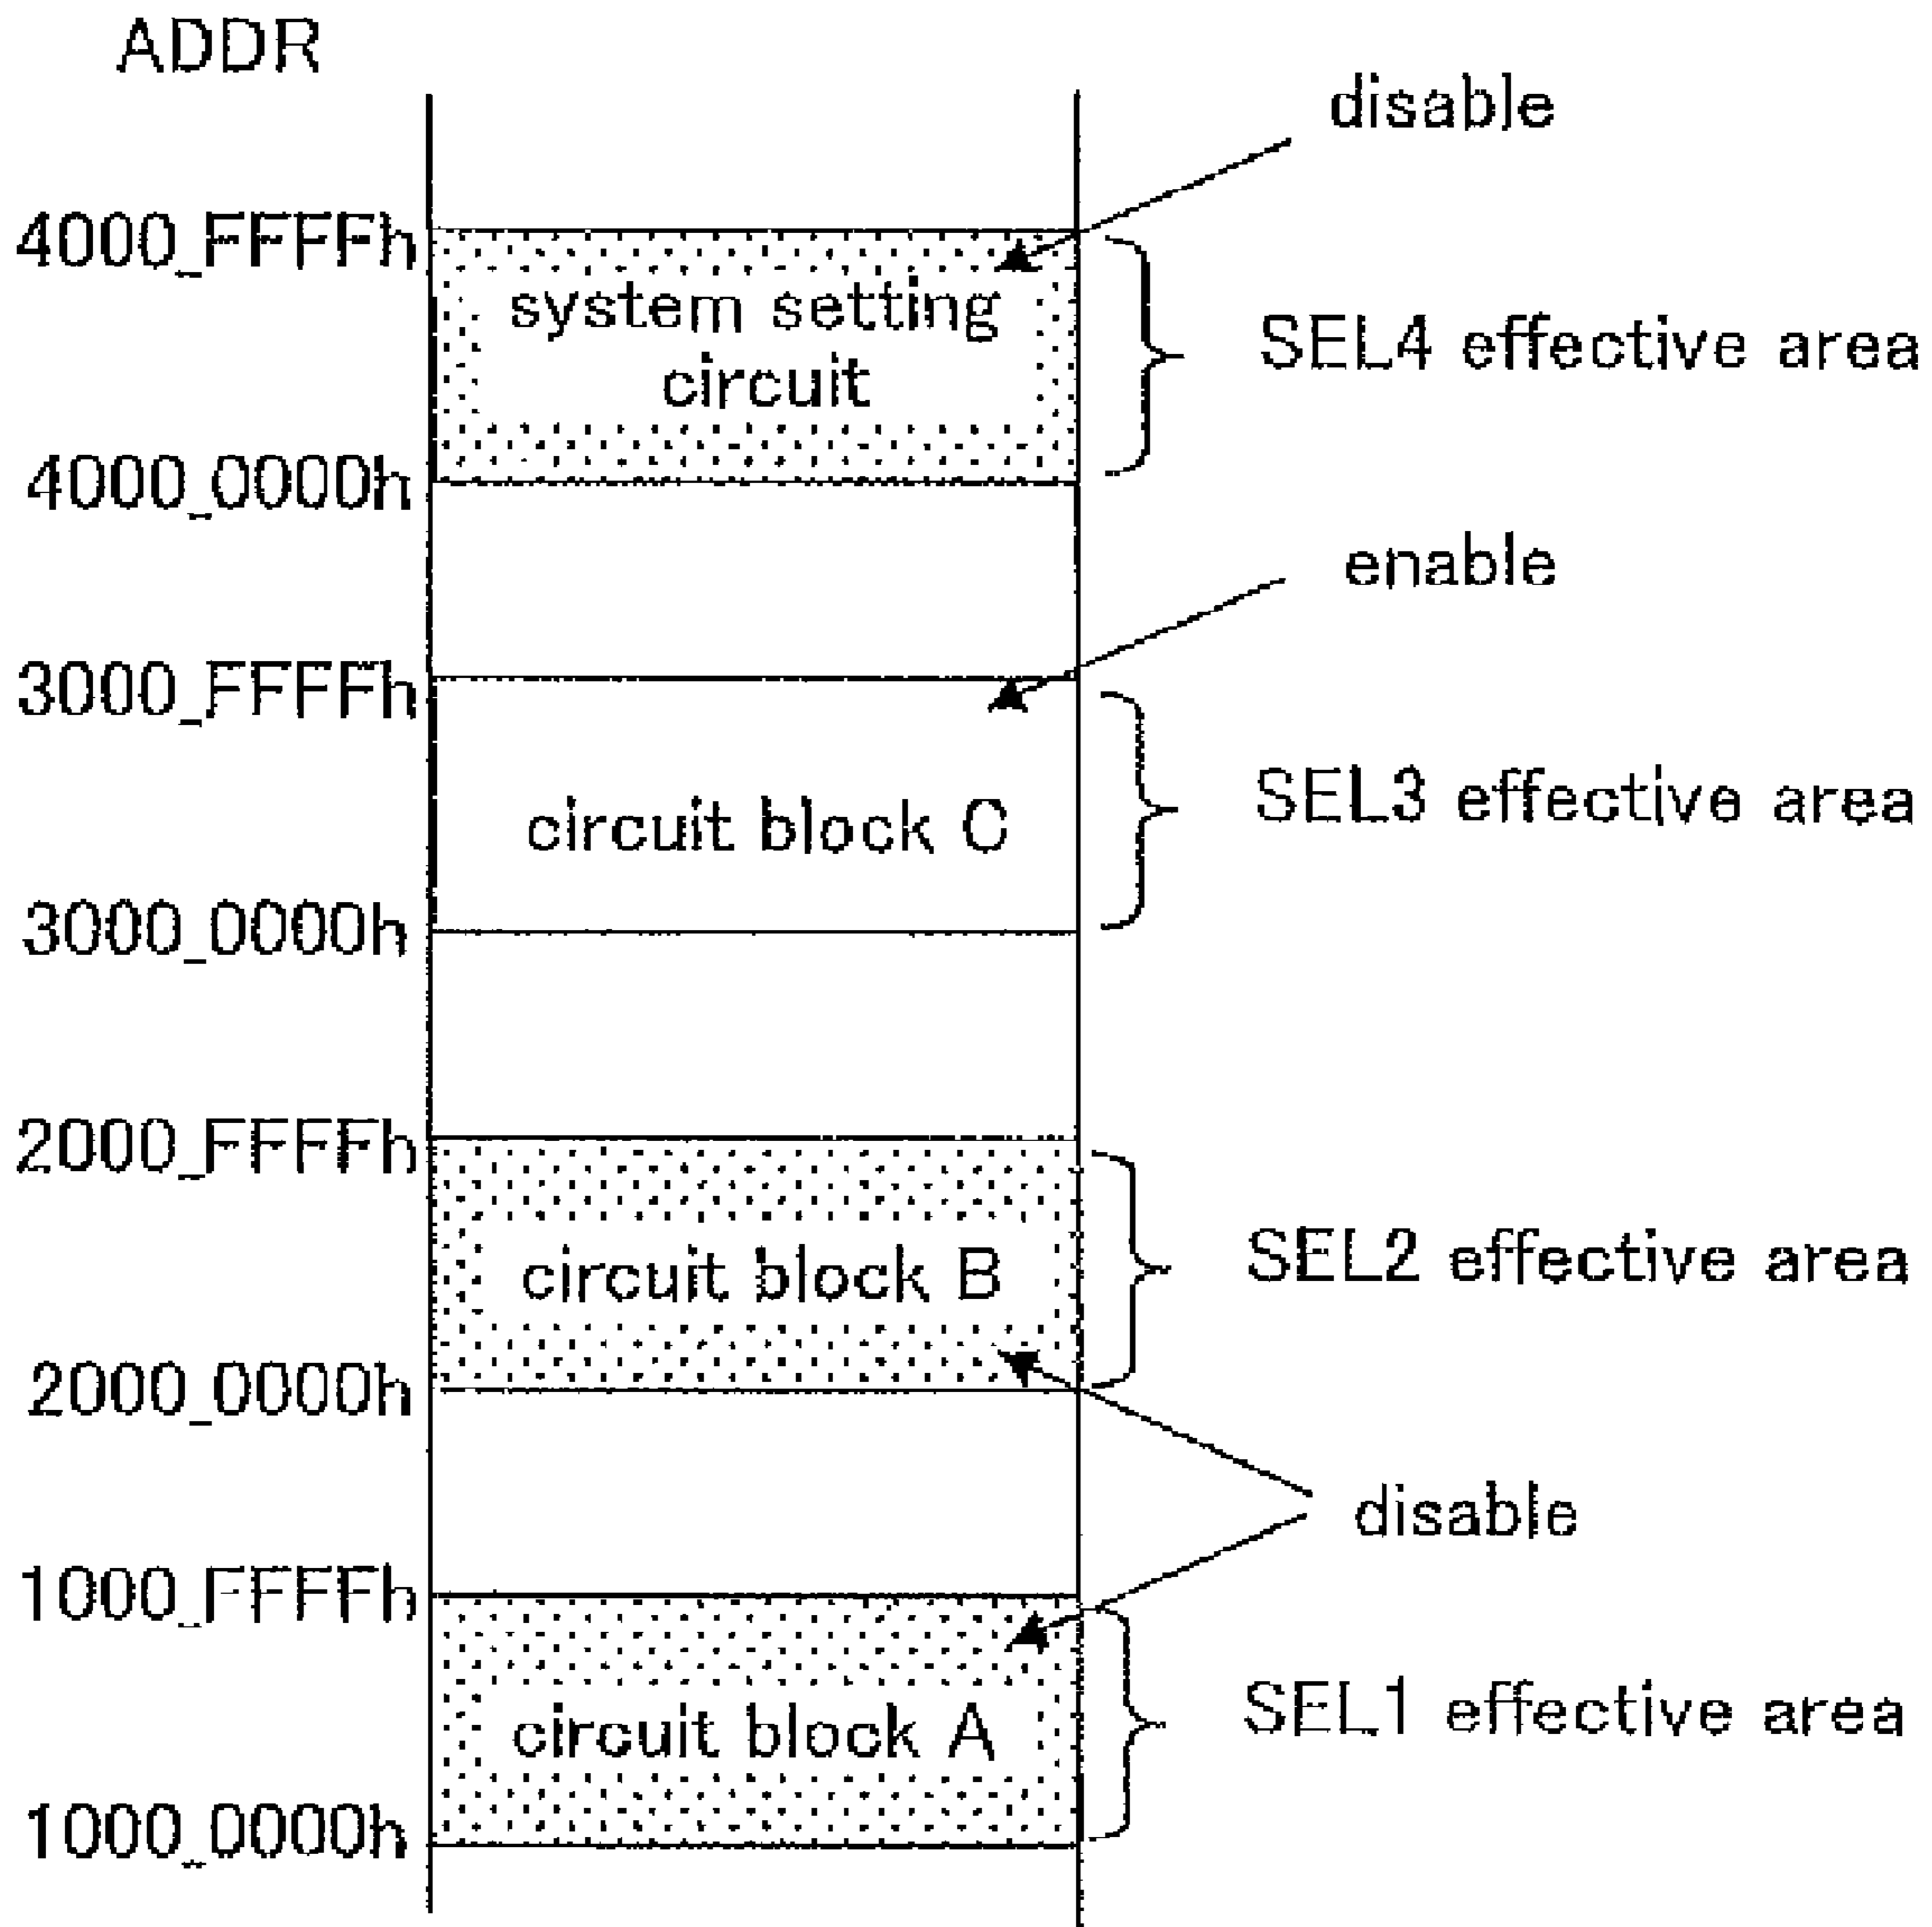 ADDR
disable
4000_FFFFh
system setting
circuit
SEL4 effective area
4000_0000h
enable
3000_FFFFh
circuit block C
SEL3 effective area
3000_0000h
2000_FFFFh
circuit block B
SEL2 effective area
2000_0000h
disable
1000_FFFFh
circuit block A
SEL1 effective area
1000_0000h